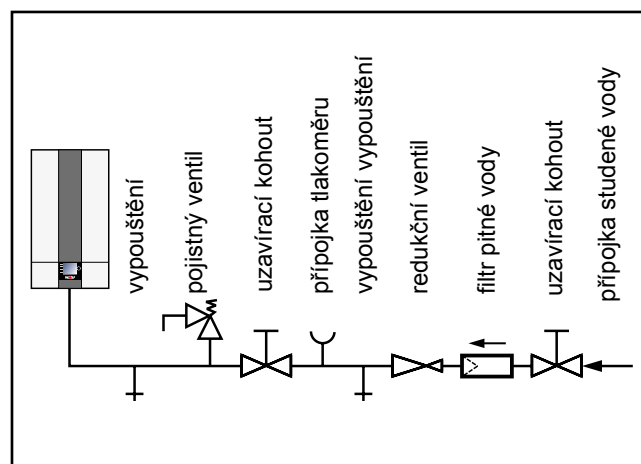 vypouštění
pojistný ventil
uzavírací kohout
přípojka tlakoměru
vypouštění vypouštění
redukční ventil
filtr pitné vody
uzavírací kohout
přípojka studené vody